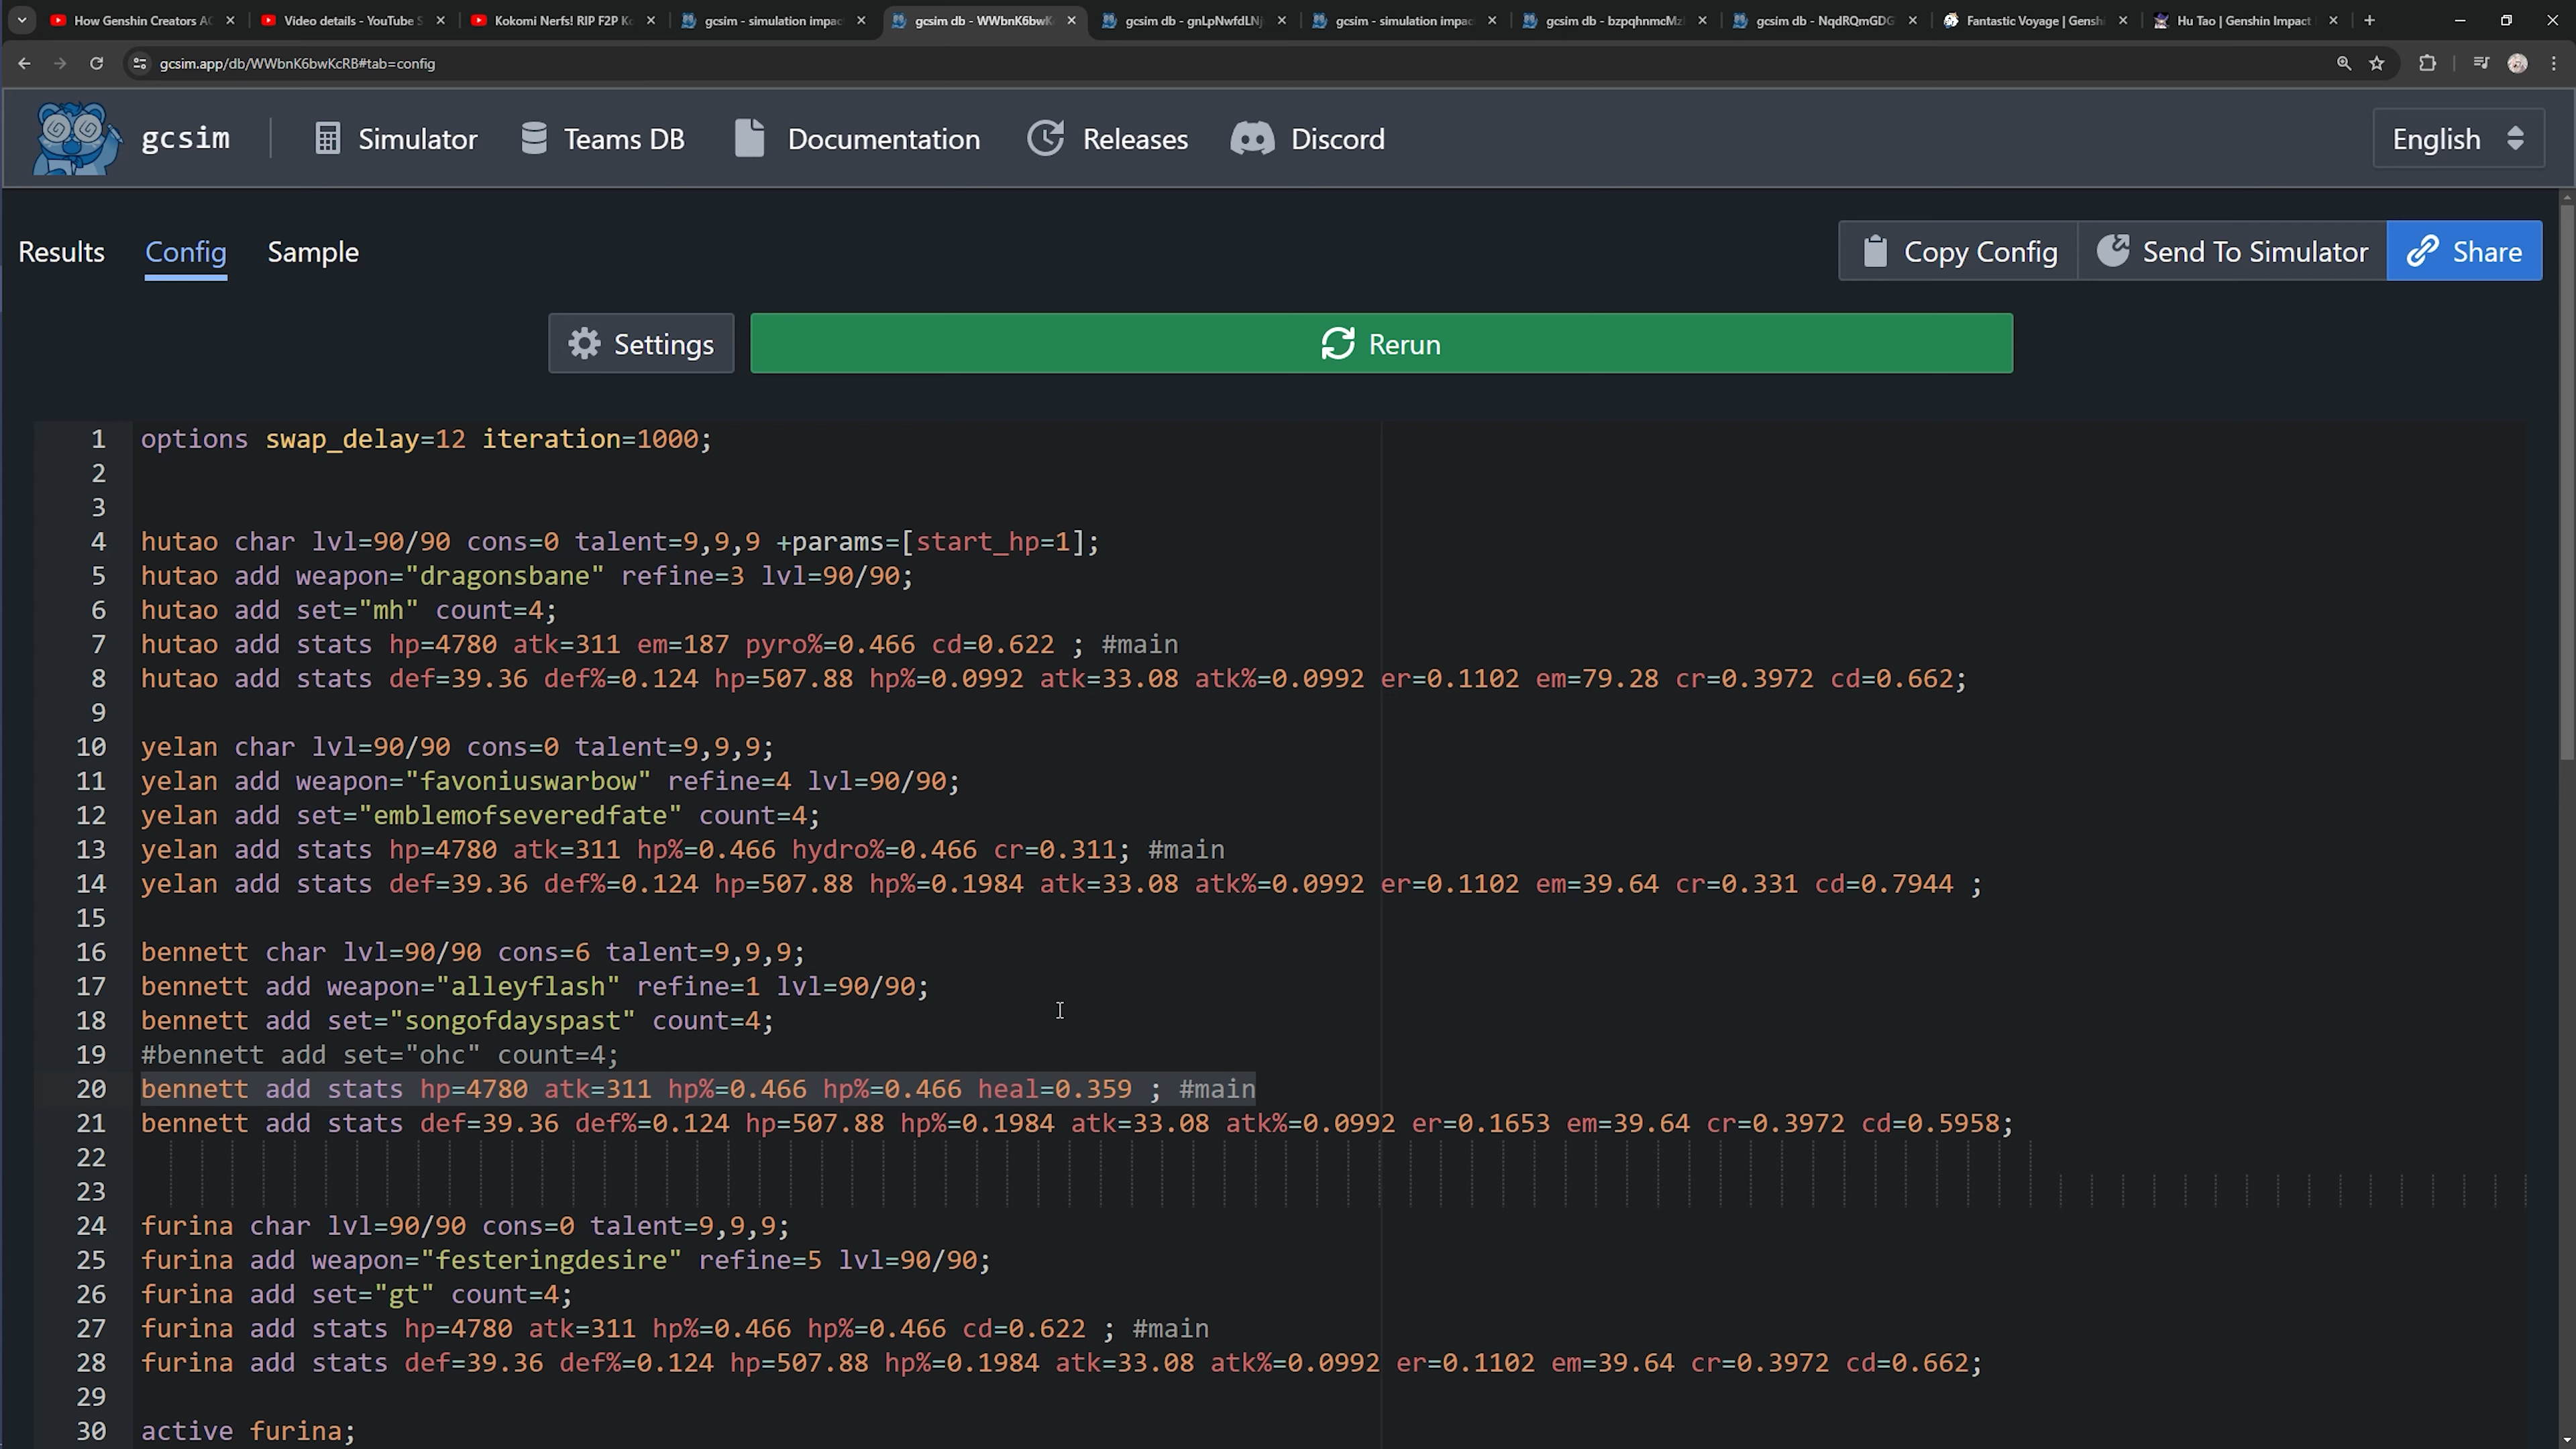 How Genshin Creators AC
Video details - YouTube S
Kokomi Nerfs! RIP F2P Ko
gcsim - simulation impac
gcsim db - WWbnK6bwKc
gcsim db - gnLpNwfdLNj
gcsim - simulation impac
gcsim db - bzpqhnmcMz
gcsim db - NqdRQmGDG
Fantastic Voyage | Genshi
Hu Tao | Genshin Impact
gcsim.app/db/WWbnK6bwKcRB#tab=config
gcsim
Simulator
Teams DB
Documentation
Releases
Discord
English
Results
Config
Sample
Copy Config
Send To Simulator
Share
Settings
Rerun
1 options swap_delay=12 iteration=1000;
2
3
4 hutao char lvl=90/90 cons=0 talent=9,9,9 +params=[start_hp=1];
5 hutao add weapon="dragonsbane" refine=3 lvl=90/90;
6 hutao add set="mh" count=4;
7 hutao add stats hp=4780 atk=311 em=187 pyro%=0.466 cd=0.622 ; #main
8 hutao add stats def=39.36 def%=0.124 hp=507.88 hp%=0.0992 atk=33.08 atk%=0.0992 er=0.1102 em=79.28 cr=0.3972 cd=0.662;
9
10 yelan char lvl=90/90 cons=0 talent=9,9,9;
11 yelan add weapon="favoniuswarbow" refine=4 lvl=90/90;
12 yelan add set="emblemofseveredfate" count=4;
13 yelan add stats hp=4780 atk=311 hp%=0.466 hydro%=0.466 cr=0.311; #main
14 yelan add stats def=39.36 def%=0.124 hp=507.88 hp%=0.1984 atk=33.08 atk%=0.0992 er=0.1102 em=39.64 cr=0.331 cd=0.7944 ;
15
16 bennett char lvl=90/90 cons=6 talent=9,9,9;
17 bennett add weapon="alleyflash" refine=1 lvl=90/90;
18 bennett add set="songofdayspast" count=4;
19 #bennett add set="ohc" count=4;
20 bennett add stats hp=4780 atk=311 hp%=0.466 hp%=0.466 heal=0.359 ; #main
21 bennett add stats def=39.36 def%=0.124 hp=507.88 hp%=0.1984 atk=33.08 atk%=0.0992 er=0.1653 em=39.64 cr=0.3972 cd=0.5958;
22
23
24 furina char lvl=90/90 cons=0 talent=9,9,9;
25 furina add weapon="festeringdesire" refine=5 lvl=90/90;
26 furina add set="gt" count=4;
27 furina add stats hp=4780 atk=311 hp%=0.466 hp%=0.466 cd=0.622 ; #main
28 furina add stats def=39.36 def%=0.124 hp=507.88 hp%=0.1984 atk=33.08 atk%=0.0992 er=0.1102 em=39.64 cr=0.3972 cd=0.662;
29
30 active furina;